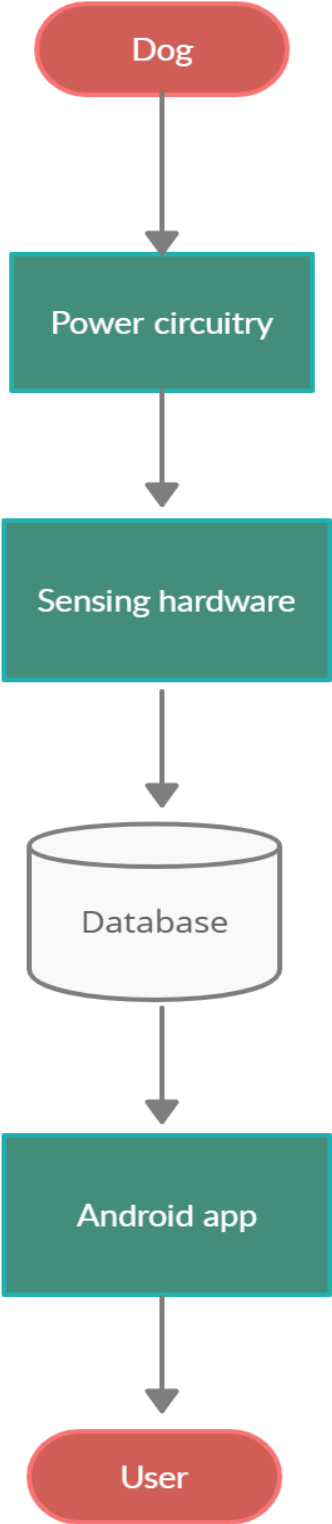 Dog
Power circuitry
Sensing hardware
Database
Android app
User